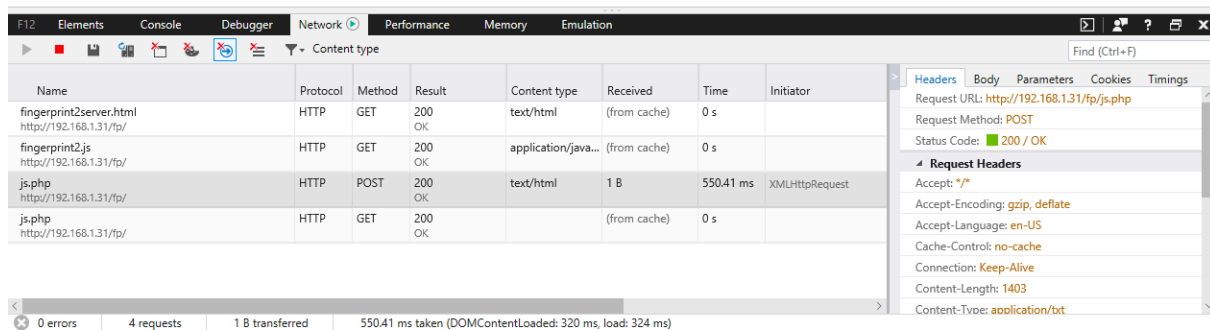 F12 Elements Console Debugger Network Performance Memory Emulation ?
Content type Find (Ctrl+F)
Name Protocol Method Result Content type Received Time Initiator
fingerprint2server.html HTTP GET 200 text/html (from cache) 0 s
http://192.168.1.31/fp/ OK
fingerprint2.js HTTP GET 200 application/java... (from cache) 0 s
http://192.168.1.31/fp/ OK
js.php HTTP POST 200 text/html 1 B 550.41 ms XMLHttpRequest
http://192.168.1.31/fp/ OK
js.php HTTP GET 200 (from cache) 0 s
http://192.168.1.31/fp/ OK
Headers Body Parameters Cookies Timings
Request URL: http://192.168.1.31/fp/js.php
Request Method: POST
Status Code: 200 / OK
Request Headers
Accept: */*
Accept-Encoding: gzip, deflate
Accept-Language: en-US
Cache-Control: no-cache
Connection: Keep-Alive
Content-Length: 1403
Content-Type: application/txt
0 errors 4 requests 1 B transferred 550.41 ms taken (DOMContentLoaded: 320 ms, load: 324 ms)